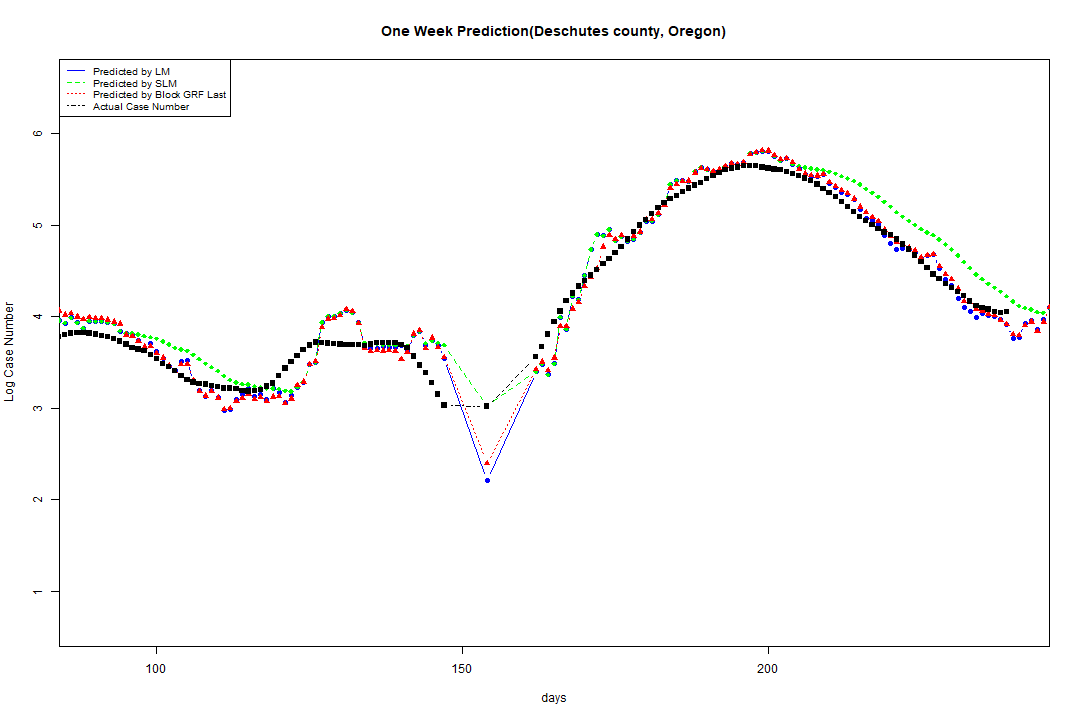 One Week Prediction(Deschutes county, Oregon)
Predicted by LM
Predicted by SLM
Predicted by Block GRF Last
Actual Case Number
6
5
4
3
2
1
Log Case Number
100
150
200
days